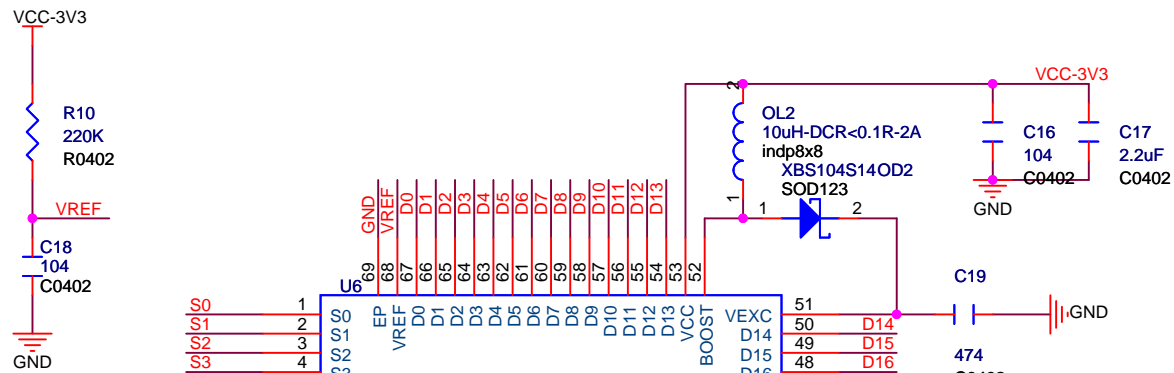 VCC-3V3
R10
220K
R0402
VREF
C18
104
C0402
GND
VCC-3V3
2
OL2
10uH-DCR<0.1R-2A
indp8x8
XBS104S14OD2
SOD123
1
1
2
C16
104
C0402
C17
2.2uF
C0402
GND
GND
VREF
D0
D1
D2
D3
D4
D5
D6
D7
D8
D9
D10
D11
D12
D13
69
68
67
66
65
64
63
62
61
60
59
58
57
56
55
54
53
52
U6
EP
VREF
D0
D1
D2
D3
D4
D5
D6
D7
D8
D9
D10
D11
D12
D13
VCC
BOOST
S0
1
S0
S1
2
S1
S2
3
S2
S3
4
S3
VEXC
51
D14
50
D14
D15
49
D15
D16
48
D16
C19
GND
474